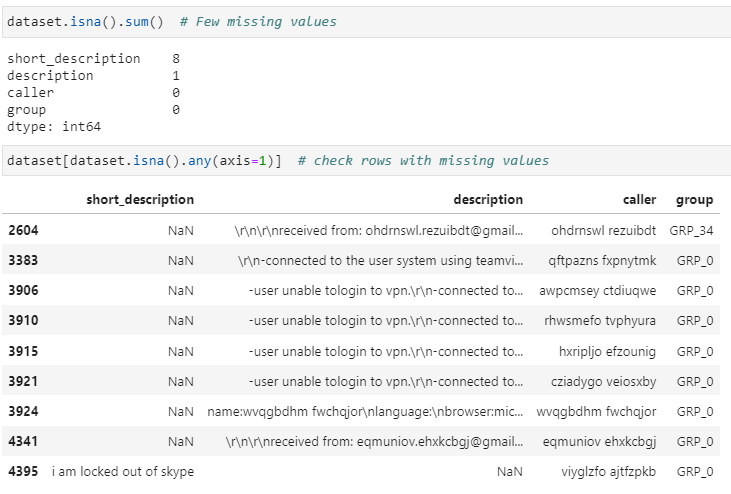 dataset.isna().sum()  # Few missing values
short_description    8
description          1
caller               0
group                0
dtype: int64
dataset[dataset.isna().any(axis=1)]  # check rows with missing values
short_description description caller group
2604 NaN \r\n\r\nreceived from: ohdrnswl.rezuibdt@gmail... ohdrnswl rezuibdt GRP_34
3383 NaN \r\n-connected to the user system using teamvi... qftpazns fxpnytmk GRP_0
3906 NaN -user unable tologin to vpn.\r\n-connected to... awpcmsey ctdiuqwe GRP_0
3910 NaN -user unable tologin to vpn.\r\n-connected to... rhwsmefo tvphyura GRP_0
3915 NaN -user unable tologin to vpn.\r\n-connected to... hxripljo efzounig GRP_0
3921 NaN -user unable tologin to vpn.\r\n-connected to... cziadygo veiosxby GRP_0
3924 NaN name:wvqgbdhm fwchqjor\nlanguage:\nbrowser:mic... wvqgbdhm fwchqjor GRP_0
4341 NaN \r\n\r\nreceived from: eqmuniov.ehxkcbgj@gmail... eqmuniov ehxkcbgj GRP_0
4395 i am locked out of skype NaN viyglzfo ajtfzpkb GRP_0